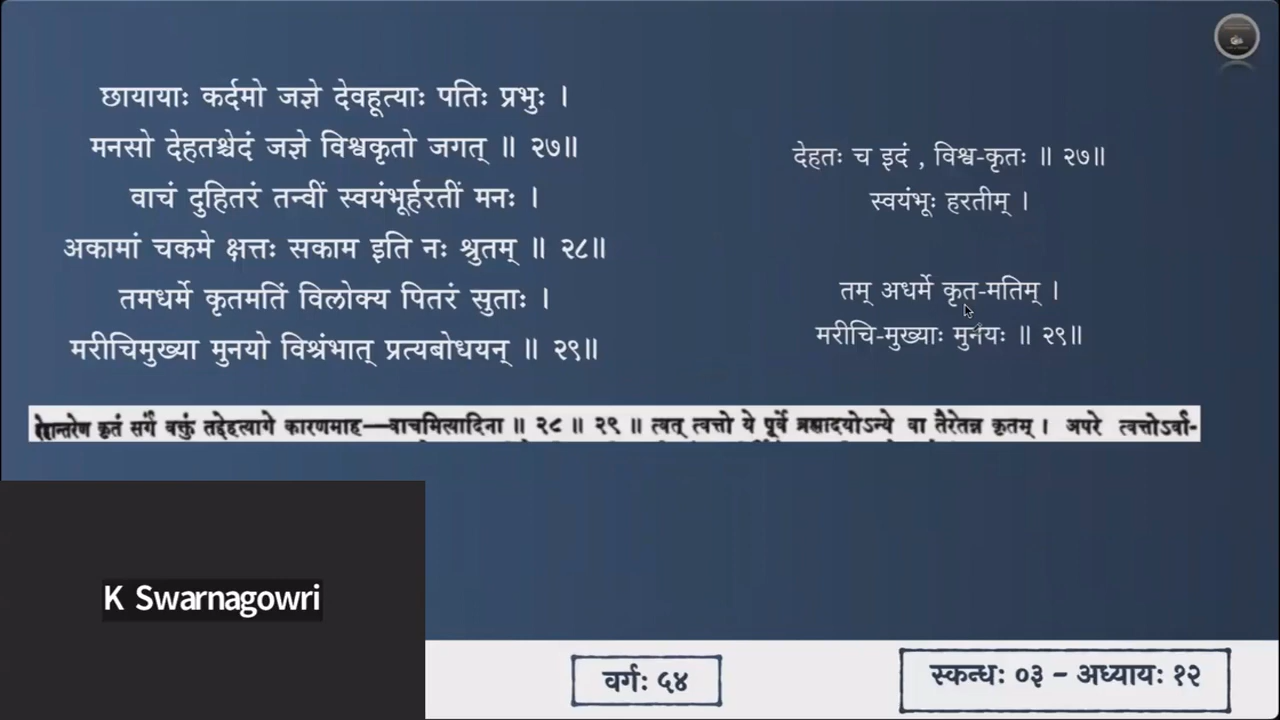 छायायाः कर्दमो जज्ञे देवहूत्याः पतिः प्रभुः ।
मनसो देहतश्चेदं जज्ञे विश्वकृतो जगत् ॥ २७॥
वाचं दुहितरं तन्वीं स्वयंभूर्हरतीं मनः ।
अकामां चकमे क्षत्तः सकाम इति नः श्रुतम् ॥ २८॥
तमधर्मे कृतमतिं विलोक्य पितरं सुताः ।
मरीचिमुख्या मुनयो विश्रंभात् प्रत्यबोधयन् ॥ २९॥
देहतः च इदं , विश्व-कृतः ॥ २७॥
स्वयंभूः हरतीम् ।
तम् अधर्मे कृत-मतिम् ।
मरीचि-मुख्याः मुनयः ॥ २९॥
देहान्तरेण कृतं सर्गं वक्तुं तद्देहत्यागे कारणमाह—वाचमित्यादिना ॥ २८ ॥ २९ ॥ त्वत् त्वत्तो ये पूर्वे ब्रह्मादयोऽन्ये वा तैरेतन्न कृतम् । अपरे त्वत्तोऽर्वा-
K Swarnagowri
वर्गः ५४
स्कन्धः ०३ – अध्यायः १२